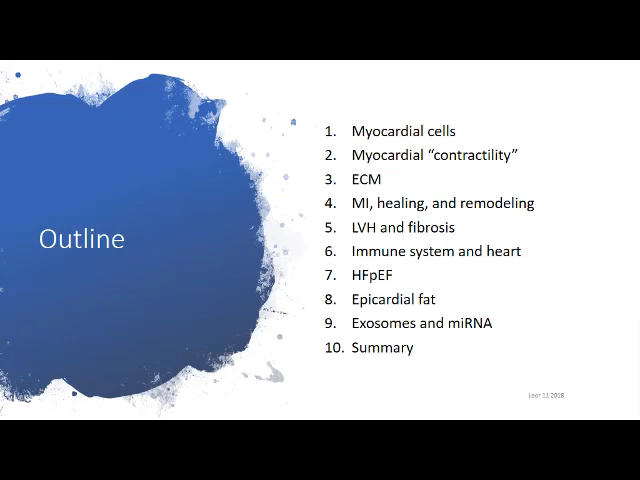 Outline
1. Myocardial cells
2. Myocardial “contractility”
3. ECM
4. MI, healing, and remodeling
5. LVH and fibrosis
6. Immune system and heart
7. HFpEF
8. Epicardial fat
9. Exosomes and miRNA
10. Summary
Leor 11 2018